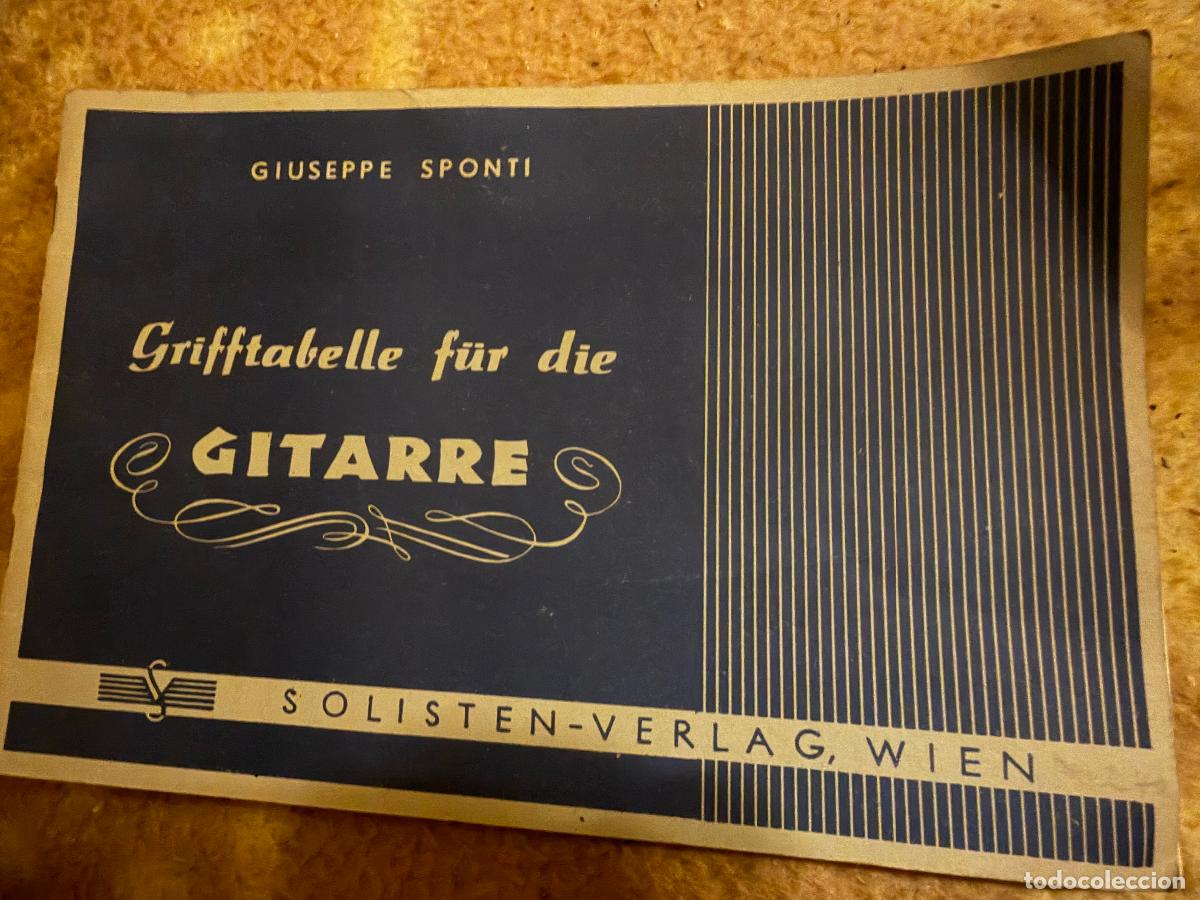 GIUSEPPE SPONTI
Grifftabelle für die
GITARRE
SOLISTEN-VERLAG, WIEN
todocoleccion